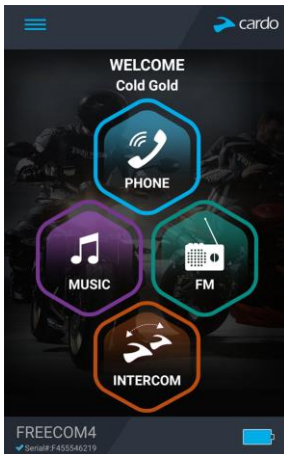 cardo
WELCOME
Cold Gold
PHONE
MUSIC
FM
INTERCOM
FREECOM4
Serial#:F455546219